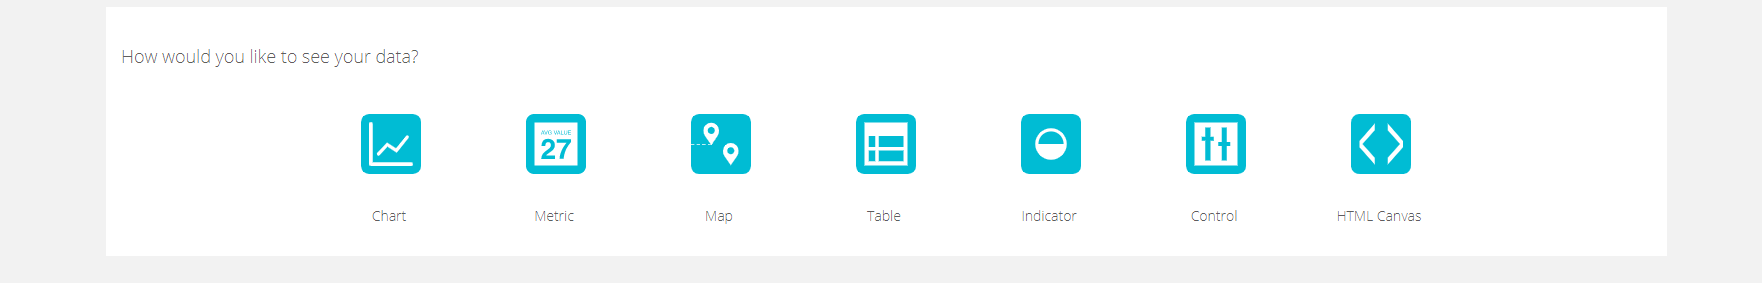 How would you like to see your data?
AVG VALUE
27
Chart Metric Map Table Indicator Control HTML Canvas